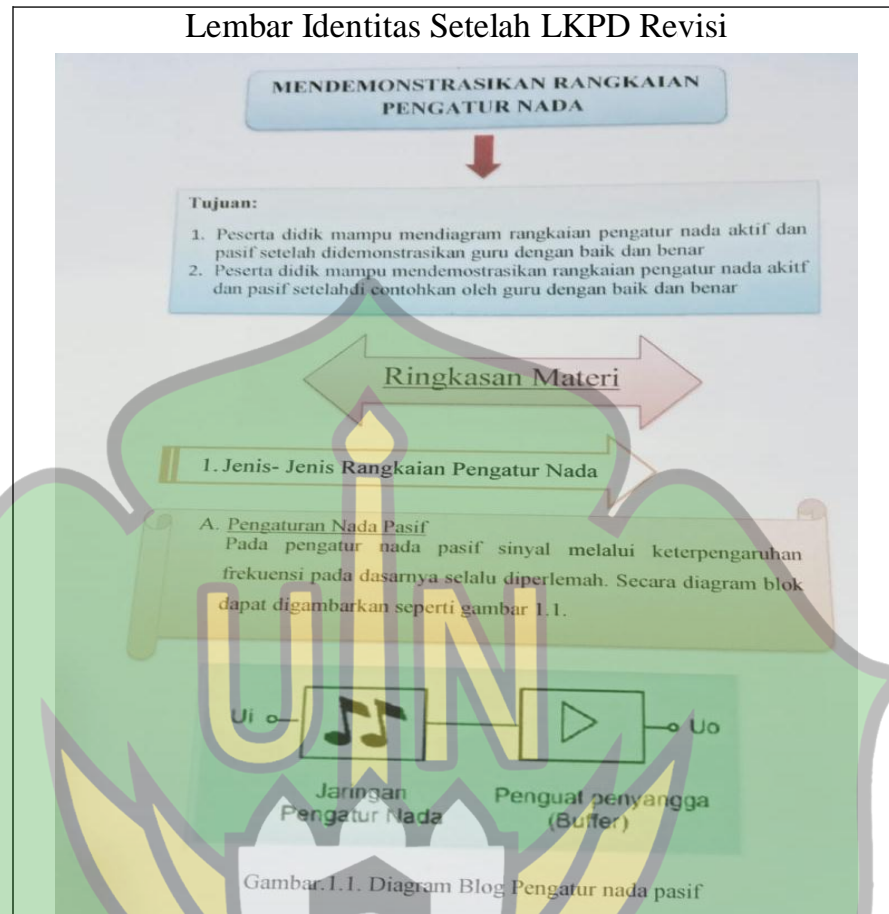 Lembar Identitas Setelah LKPD Revisi
MENDEMONSTRASIKAN RANGKAIAN
PENGATUR NADA
Tujuan:
1. Peserta didik mampu mendiagram rangkaian pengatur nada aktif dan
pasif setelah didemonstrasikan guru dengan baik dan benar
2. Peserta didik mampu mendemostrasikan rangkaian pengatur nada akitf
dan pasif setelahdi contohkan oleh guru dengan baik dan benar
Ringkasan Materi
1. Jenis- Jenis Rangkaian Pengatur Nada
A. Pengaturan Nada Pasif
Pada pengatur nada pasif sinyal melalui keterpengaruhan
frekuensi pada dasarnya selalu diperlemah. Secara diagram blok
dapat digambarkan seperti gambar 1.1.
UIN
Ui
Uo
Jaringan
Pengatur Nada
Penguat penyangga
(Buffer)
Gambar.1.1. Diagram Blog Pengatur nada pasif